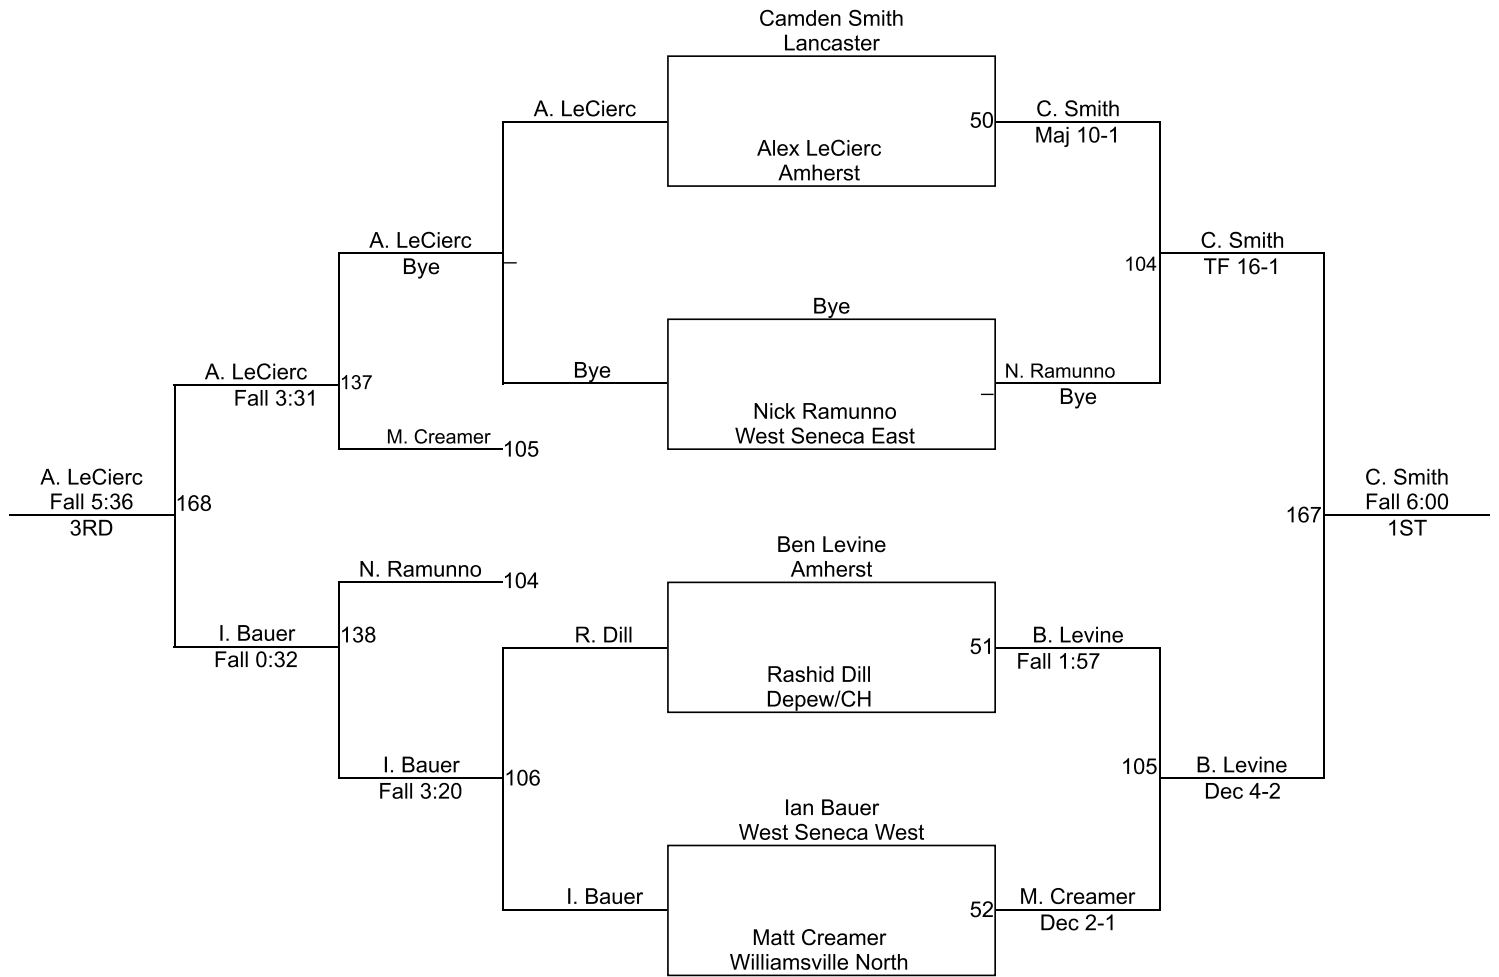 Camden Smith
Lancaster
A. LeCierc
50
C. Smith
Maj 10-1
Alex LeCierc
Amherst
A. LeCierc
Bye
C. Smith
TF 16-1
104
Bye
Bye
N. Ramunno
Bye
Nick Ramunno
West Seneca East
A. LeCierc
Fall 3:31
137
M. Creamer
105
A. LeCierc
Fall 5:36
3RD
168
167
C. Smith
Fall 6:00
1ST
N. Ramunno
104
Ben Levine
Amherst
I. Bauer
Fall 0:32
138
R. Dill
51
B. Levine
Fall 1:57
Rashid Dill
Depew/CH
I. Bauer
Fall 3:20
106
105
B. Levine
Dec 4-2
Ian Bauer
West Seneca West
I. Bauer
52
M. Creamer
Dec 2-1
Matt Creamer
Williamsville North